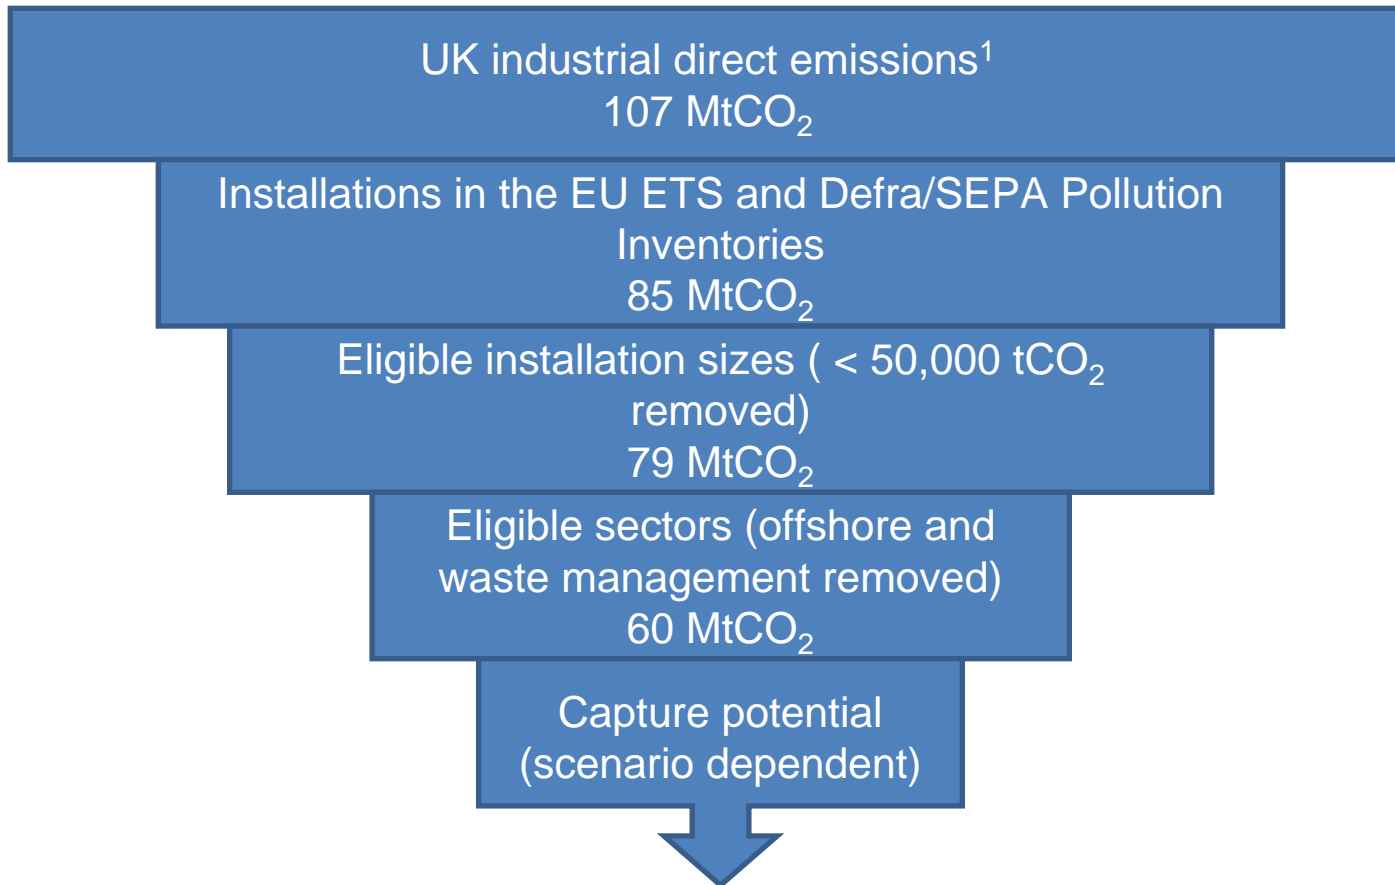 UK industrial direct emissions¹
107 MtCO₂
Installations in the EU ETS and Defra/SEPA Pollution
Inventories
85 MtCO₂
Eligible installation sizes ( < 50,000 tCO₂
removed)
79 MtCO₂
Eligible sectors (offshore and
waste management removed)
60 MtCO₂
Capture potential
(scenario dependent)